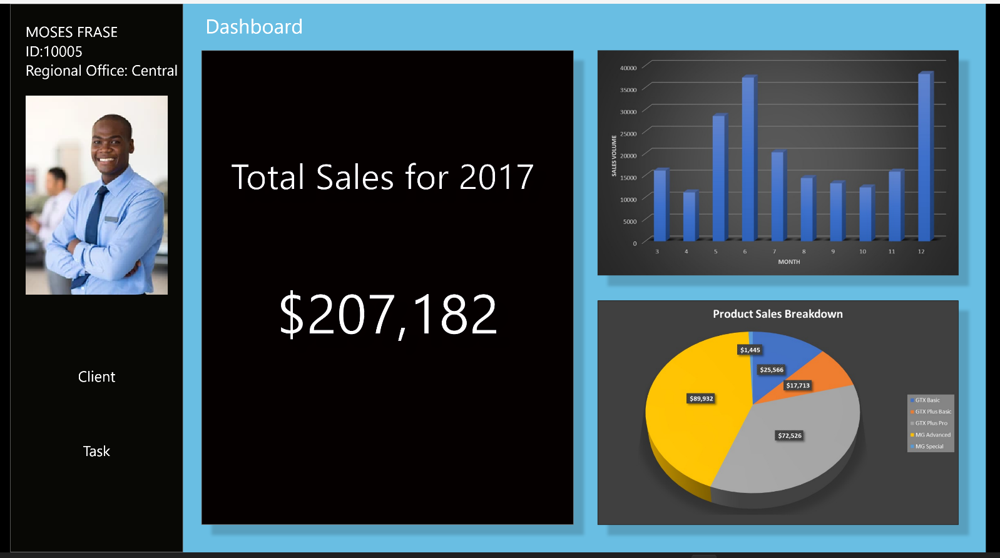 MOSES FRASE
ID:10005
Regional Office: Central
Client
Task
Dashboard
Total Sales for 2017
$207,182
40000
35000
30000
25000
20000
15000
10000
5000
0
SALES VOLUME
3 4 5 6 7 8 9 10 11 12
MONTH
Product Sales Breakdown
$1,445
$25,566
$17,713
$89,932
$72,526
GTX Basic
GTX Plus Basic
GTX Plus Pro
MG Advanced
MG Special